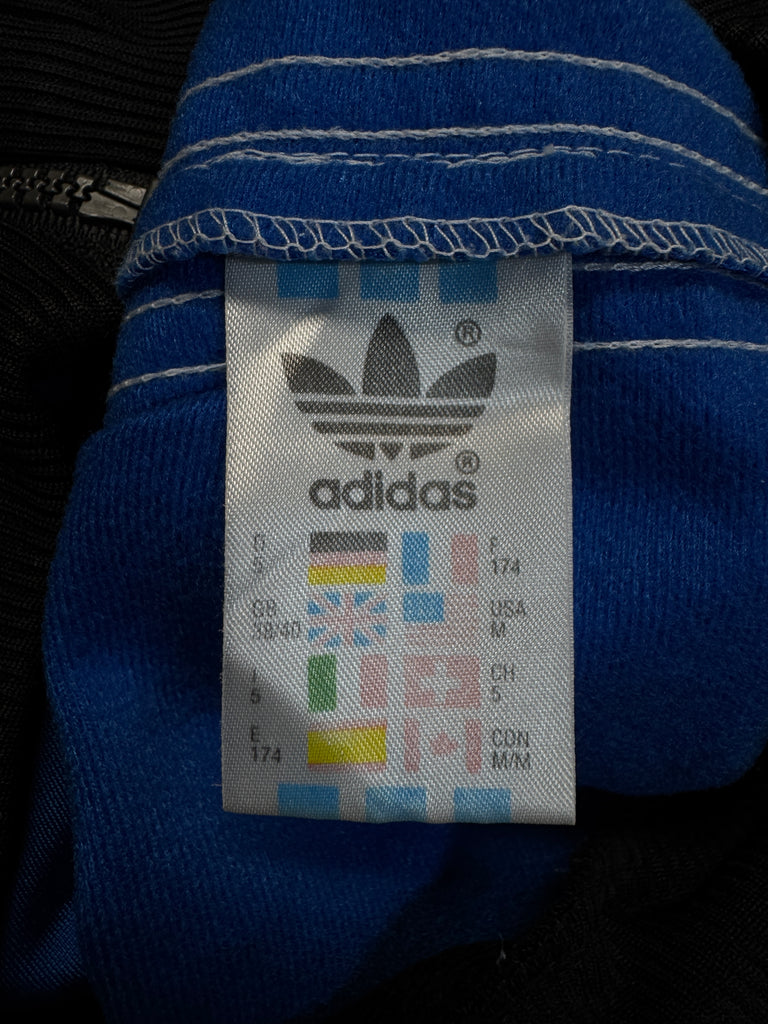 ®
adidas®
D
5
F
174
GB
38/40
USA
M
I
5
CH
5
E
174
CDN
M/M